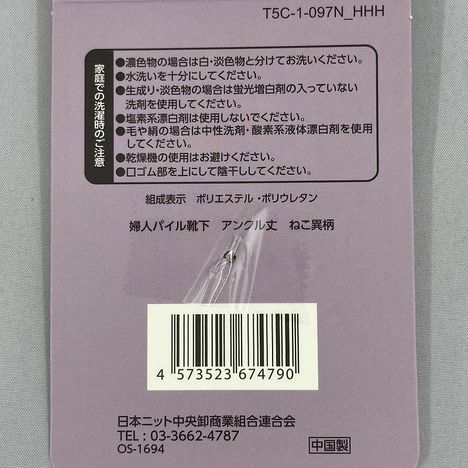 T5C-1-097N_HHH
家庭での洗濯時のご注意
●濃色物の場合は白・淡色物と分けてお洗いください。
●水洗いを十分にしてください。
●生成り・淡色物の場合は蛍光増白剤の入っていない
洗剤を使用してください。
●塩素系漂白剤は使用しないでください。
●毛や絹の場合は中性洗剤・酸素系液体漂白剤を使用
してください。
●乾燥機の使用はお避けください。
●口ゴム部を上にして陰干ししてください。
組成表示 ポリエステル・ポリウレタン
婦人パイル靴下 アンクル丈 ねこ異柄
4 573523 674790
日本ニット中央卸商業組合連合会
TEL : 03-3662-4787
OS-1694
中国製